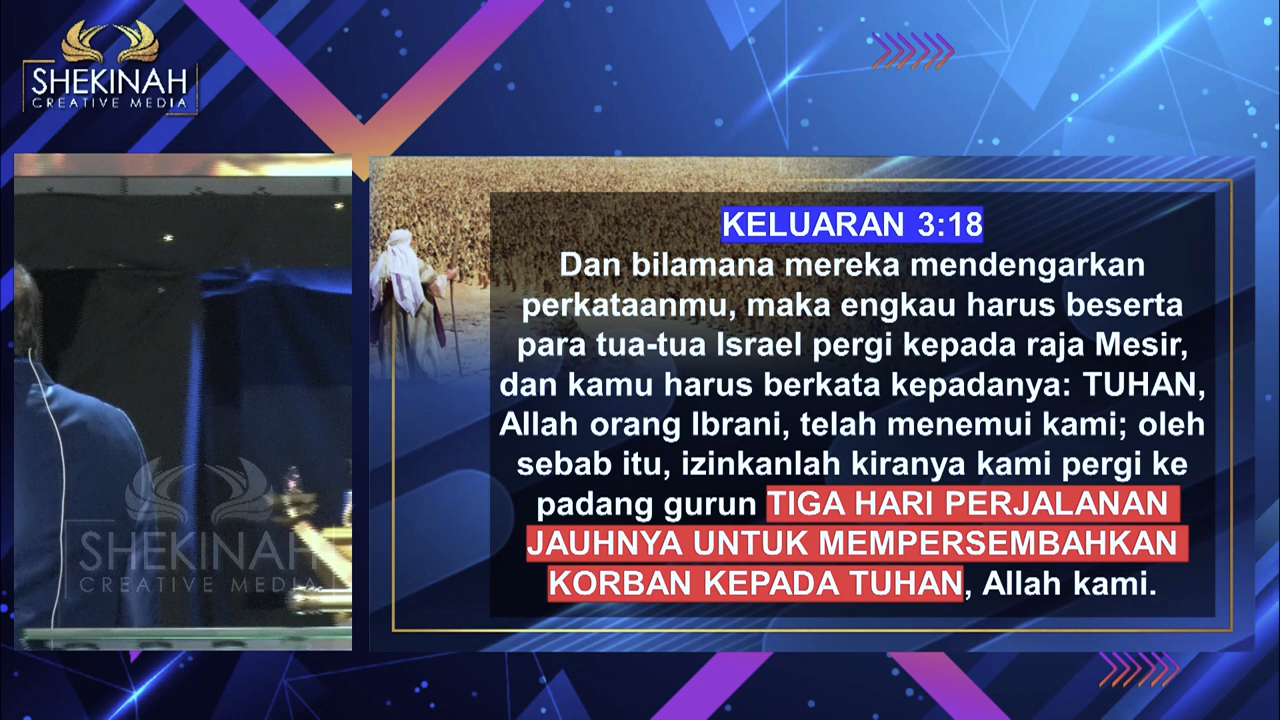 SHEKINAH
CREATIVE MEDIA
KELUARAN 3:18
Dan bilamana mereka mendengarkan
perkataanmu, maka engkau harus beserta
para tua-tua Israel pergi kepada raja Mesir,
dan kamu harus berkata kepadanya: TUHAN,
Allah orang Ibrani, telah menemui kami; oleh
sebab itu, izinkanlah kiranya kami pergi ke
padang gurun TIGA HARI PERJALANAN
JAUHNYA UNTUK MEMPERSEMBAHKAN
KORBAN KEPADA TUHAN, Allah kami.
SHEKINAH
CREATIVE MEDIA